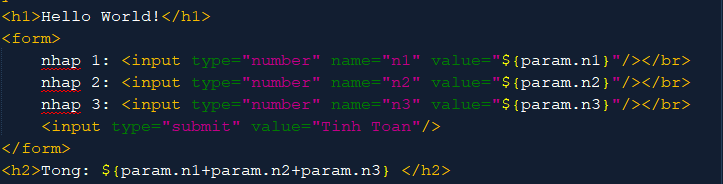 <h1>Hello World!</h1>
<form>
nhap 1: <input type="number" name="n1" value="${param.n1}"/></br>
nhap 2: <input type="number" name="n2" value="${param.n2}"/></br>
nhap 3: <input type="number" name="n3" value="${param.n3}"/></br>
<input type="submit" value="Tinh Toan"/>
</form>
<h2>Tong: ${param.n1+param.n2+param.n3} </h2>